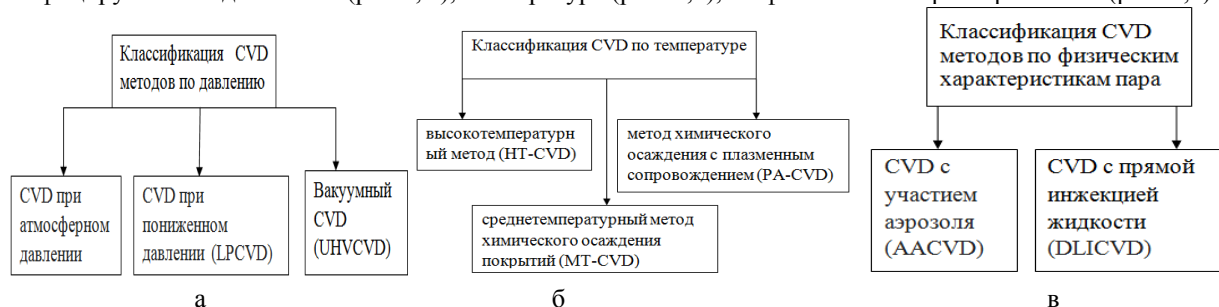 Классификация CVD
методов по давлению
CVD при
атмосферном
давлении
CVD при
пониженном
давлении (LPCVD)
Вакуумный
CVD
(UHVCVD)
а
Классификация CVD по температуре
высокотемпературн
ый метод (HT-CVD)
метод химического
осаждения с плазменным
сопровождением (PA-CVD)
среднетемпературный метод
химического осаждения
покрытий (MT-CVD)
б
Классификация CVD
методов по физическим
характеристикам пара
CVD с
участием
аэрозоля
(AACVD)
CVD с прямой
инжекцией
жидкости
(DLICVD)
в